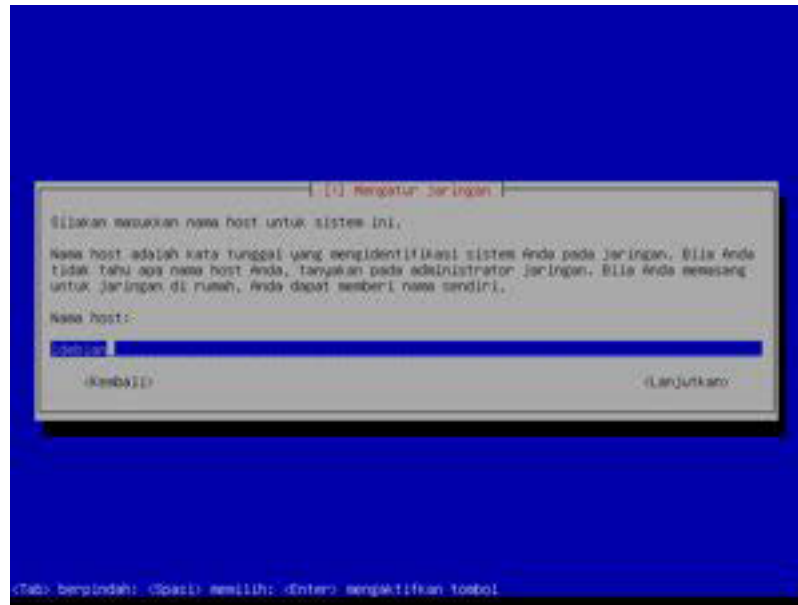 [!] Mengatur jaringan
Silakan masukkan nama host untuk sistem ini.
Nama host adalah kata tunggal yang mengidentifikasi sistem Anda pada jaringan. Bila Anda
tidak tahu apa nama host Anda, tanyakan pada administrator jaringan. Bila Anda memasang
untuk jaringan di rumah, Anda dapat memberi nama sendiri.
Nama host:
debian
<Kembali>
<Lanjutkan>
<Tab> berpindah; <Spasi> memilih; <Enter> mengaktifkan tombol